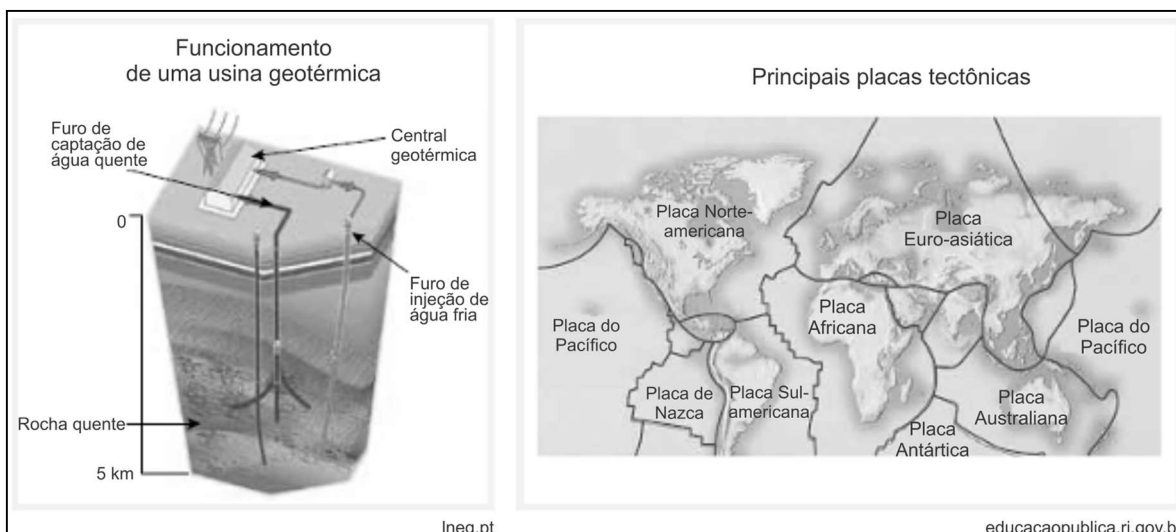 Funcionamento
de uma usina geotérmica
Furo de
captação de
água quente
Central
geotérmica
0
Furo de
injeção de
água fria
Rocha quente
5 km
lneg.pt
Principais placas tectônicas
Placa Norte-
americana
Placa
Euro-asiática
Placa do
Pacífico
Placa
Africana
Placa do
Pacífico
Placa de
Nazca
Placa Sul-
americana
Placa
Australiana
Placa
Antártica
educacaopublica.rj.gov.b